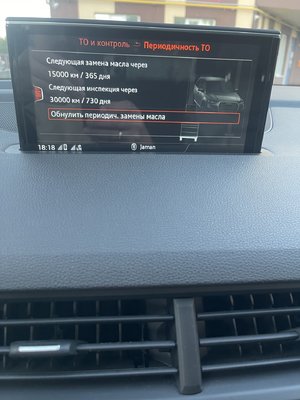 ТО и контроль Периодичность ТО
Следующая замена масла через
15000 км / 365 дня
Следующая инспекция через
30000 км / 730 дня
Обнулить периодич. замены масла
18:18 Jaman